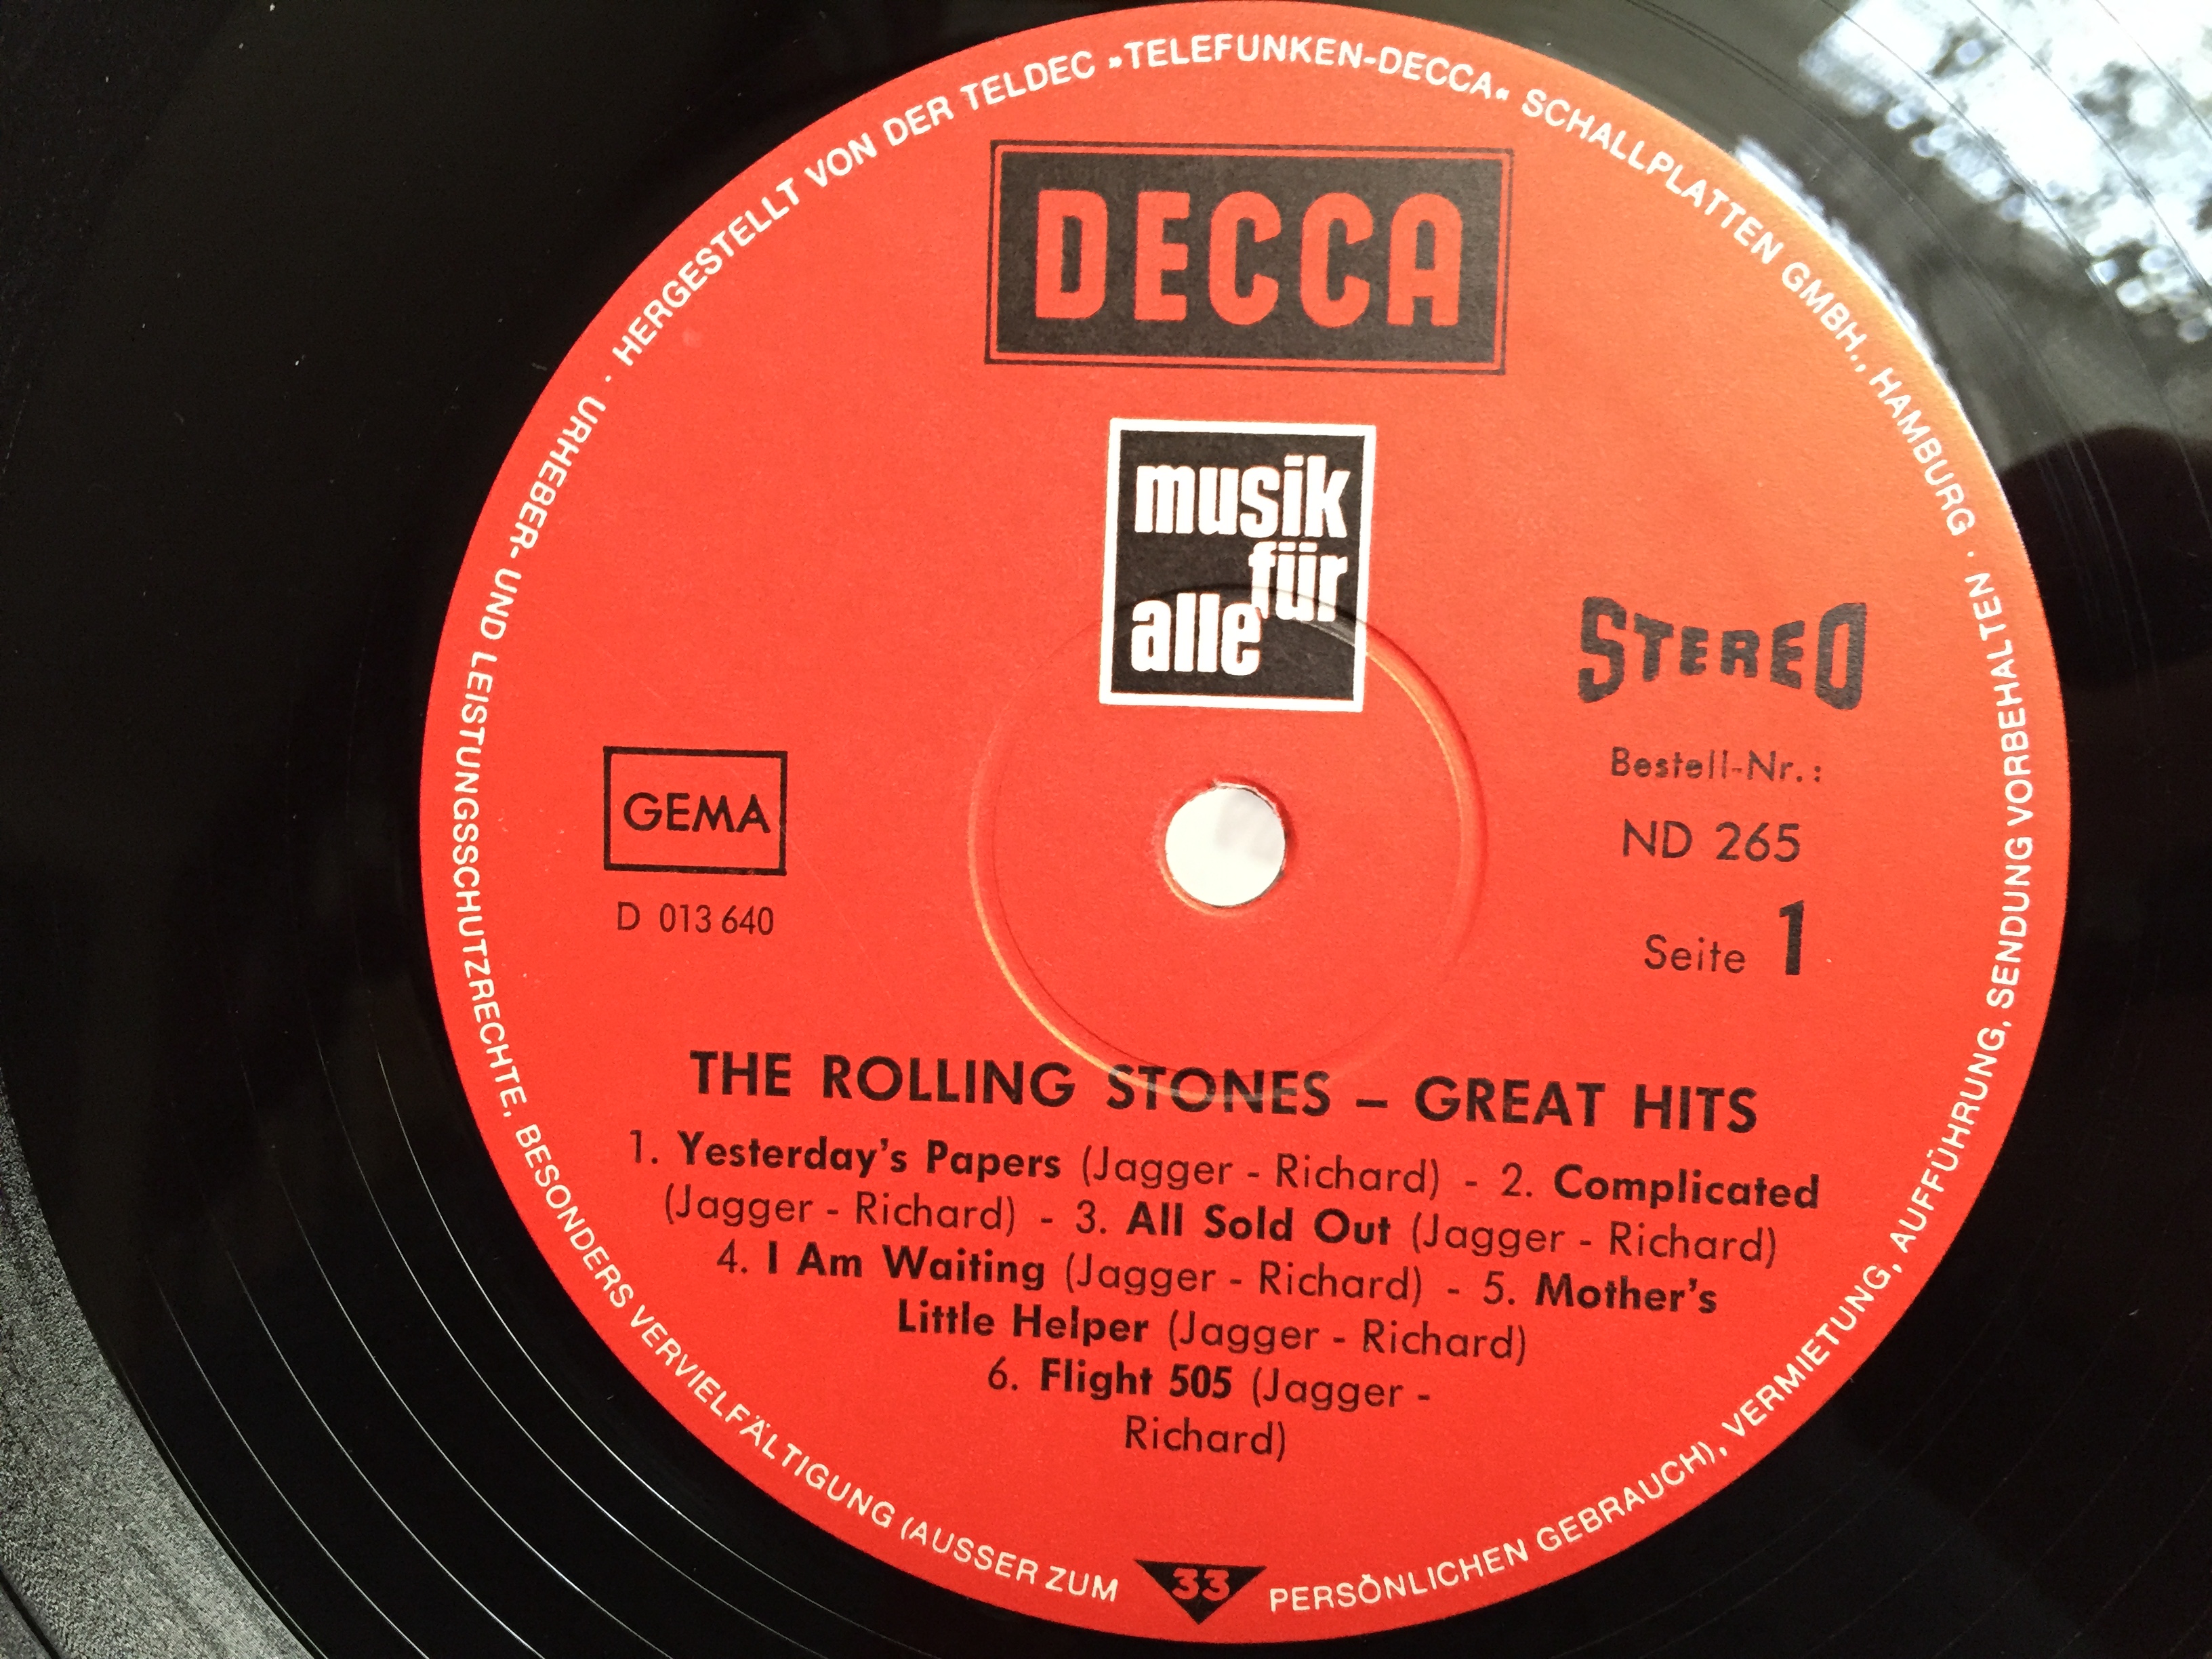 HERGESTELLT VON DER TELDEC »TELEFUNKEN-DECCA« SCHALLPLATTEN GMBH., HAMBURG ·
URHEBER- UND LEISTUNGSSCHUTZRECHTE, BESONDERS VERVIELFÄLTIGUNG (AUSSER ZUM PERSÖNLICHEN GEBRAUCH), VERMIETUNG, AUFFÜHRUNG, SENDUNG VORBEHALTEN ·
DECCA
musik
für
alle
STEREO
Bestell-Nr.:
ND 265
Seite 1
GEMA
D 013 640
THE ROLLING STONES – GREAT HITS
1. Yesterday's Papers (Jagger - Richard) - 2. Complicated
(Jagger - Richard) - 3. All Sold Out (Jagger - Richard)
4. I Am Waiting (Jagger - Richard) - 5. Mother's
Little Helper (Jagger - Richard)
6. Flight 505 (Jagger -
Richard)
33